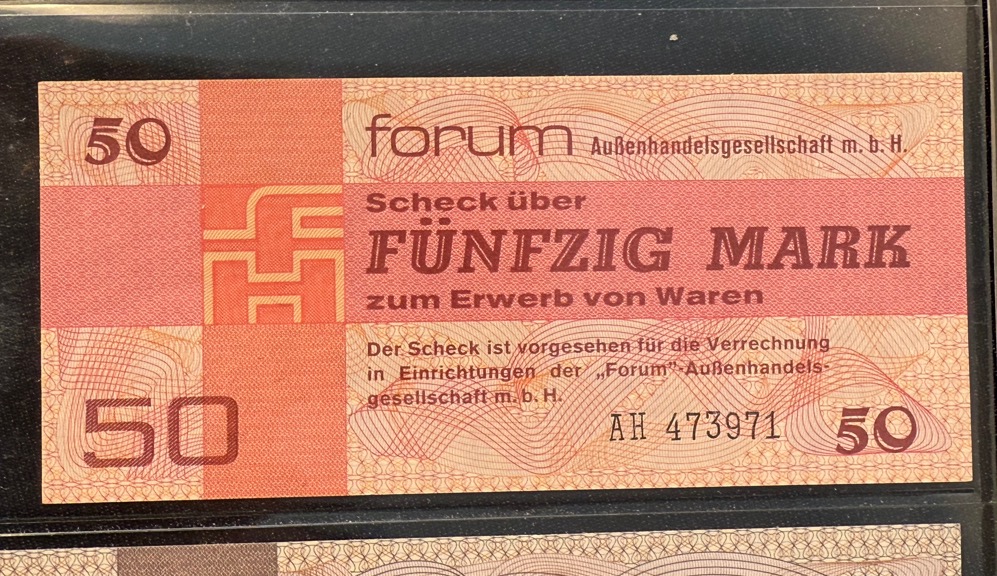 50
forum Außenhandelsgesellschaft m. b. H.
Scheck über
FÜNFZIG MARK
zum Erwerb von Waren
Der Scheck ist vorgesehen für die Verrechnung
in Einrichtungen der „Forum"-Außenhandels-
gesellschaft m. b. H.
50
AH 473971
50